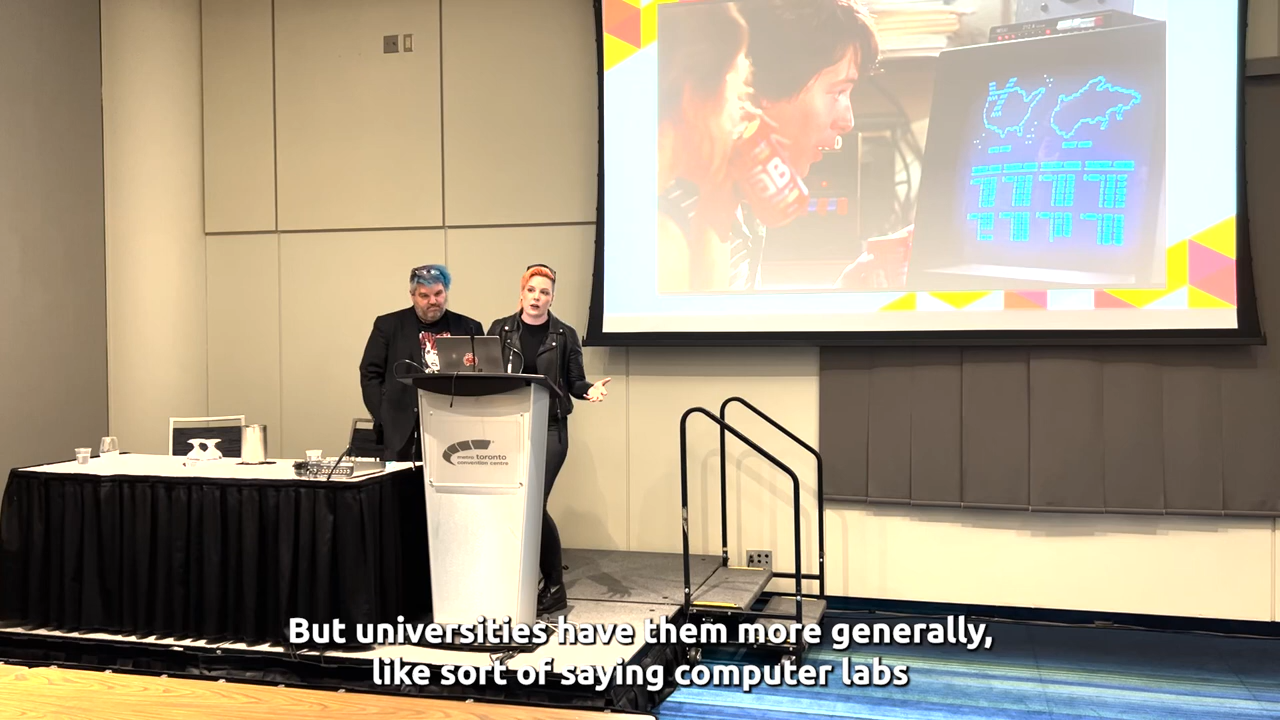 metro toronto
convention centre
But universities have them more generally,
like sort of saying computer labs